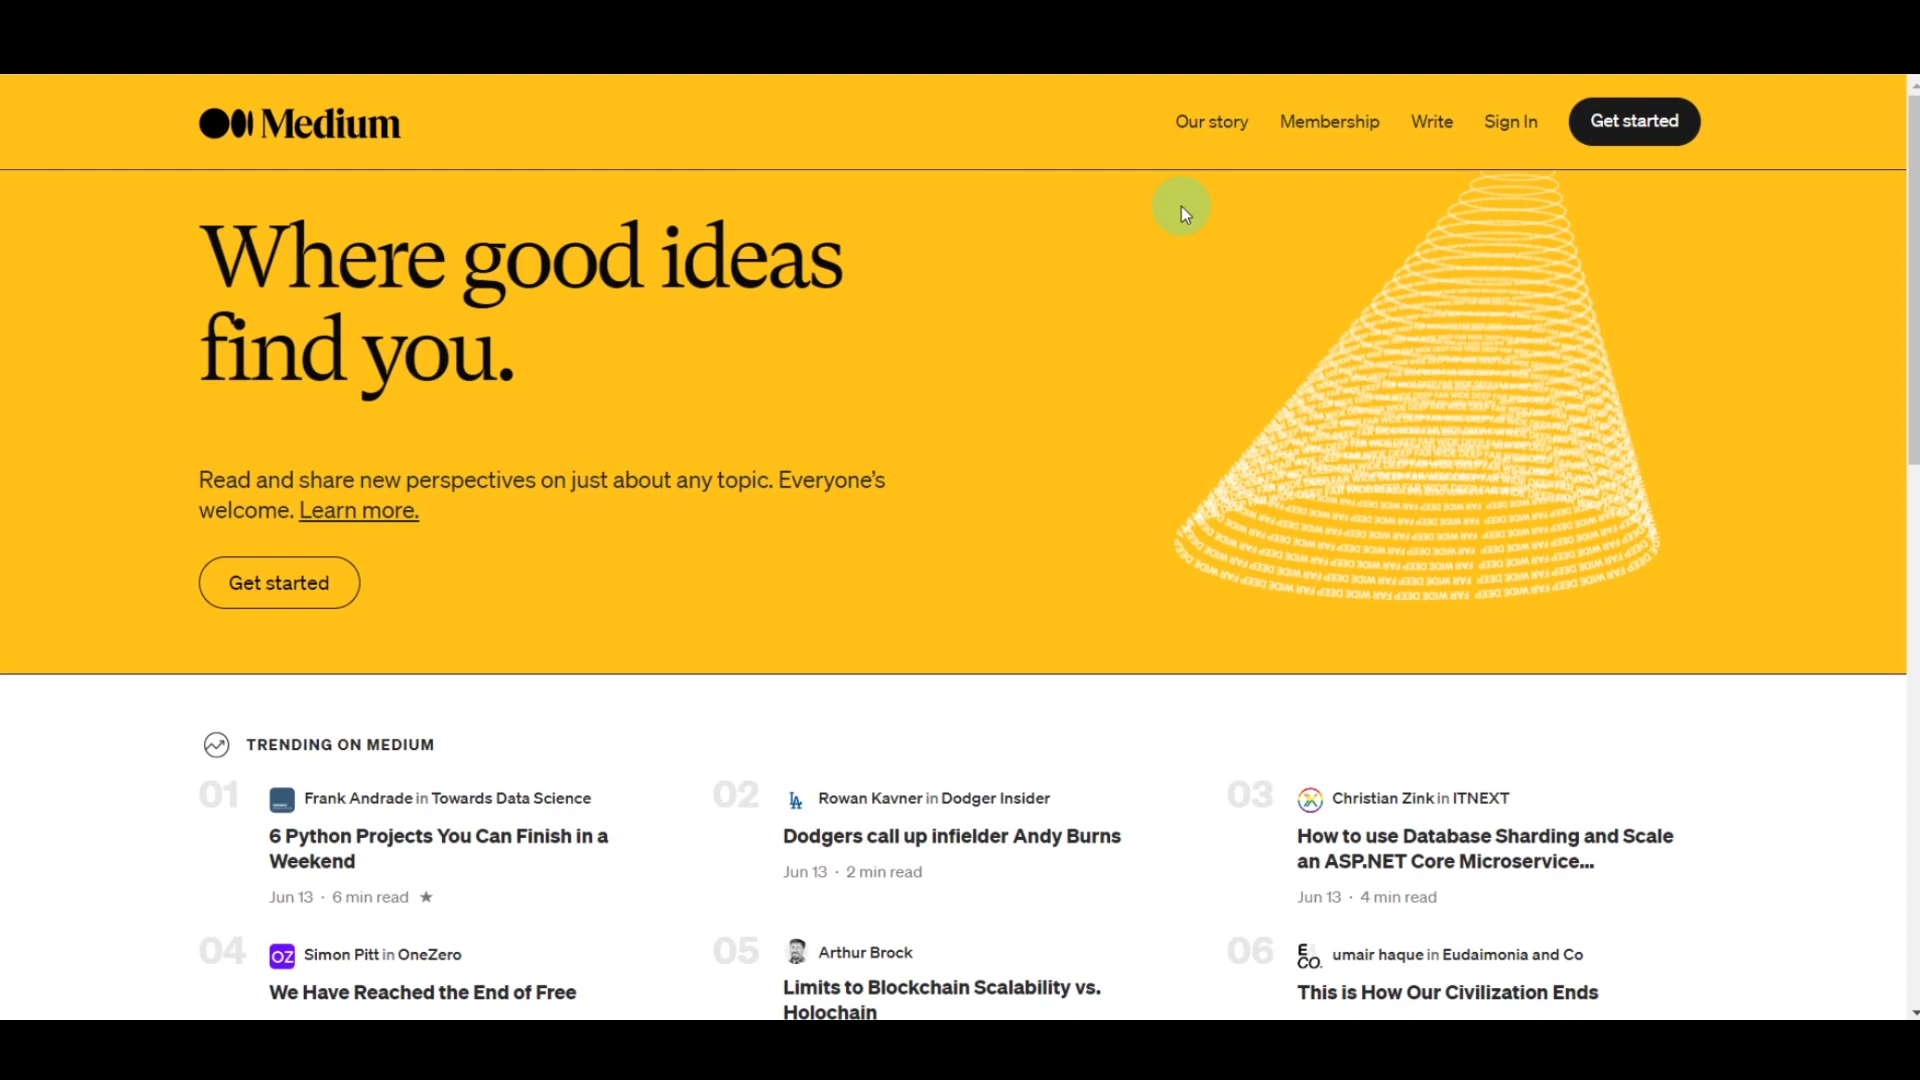 Medium
Our story Membership Write Sign In Get started
Where good ideas
find you.
Read and share new perspectives on just about any topic. Everyone's
welcome. Learn more.
Get started
TRENDING ON MEDIUM
01
Frank Andrade in Towards Data Science
6 Python Projects You Can Finish in a
Weekend
Jun 13 · 6 min read ★
02
LA
Rowan Kavner in Dodger Insider
Dodgers call up infielder Andy Burns
Jun 13 · 2 min read
03
Christian Zink in ITNEXT
How to use Database Sharding and Scale
an ASP.NET Core Microservice...
Jun 13 · 4 min read
04
OZ
Simon Pitt in OneZero
We Have Reached the End of Free
05
Arthur Brock
Limits to Blockchain Scalability vs.
Holochain
06
E
CO.
umair haque in Eudaimonia and Co
This is How Our Civilization Ends